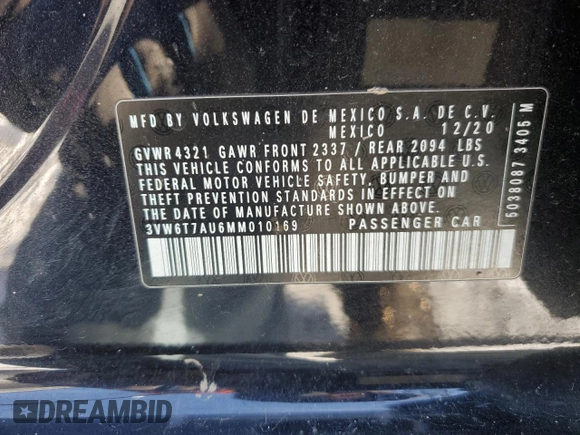 MFD BY VOLKSWAGEN DE MEXICO S.A. DE C.V.
MEXICO 12/20
GVWR 4321 GAWR FRONT 2337 / REAR 2094 LBS
THIS VEHICLE CONFORMS TO ALL APPLICABLE U.S.
FEDERAL MOTOR VEHICLE SAFETY, BUMPER AND
THEFT PREVENTION STANDARDS IN EFFECT ON
THE DATE OF MANUFACTURE SHOWN ABOVE.
3VW6T7AU6MM010169 PASSENGER CAR
5038087 3405 M
DREAMBID